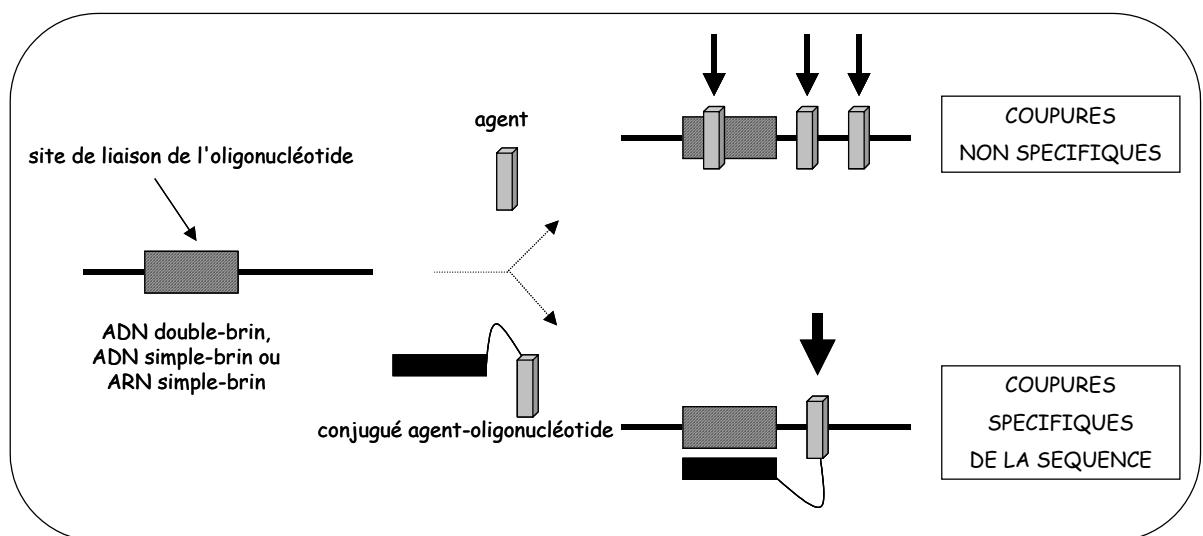 agent
site de liaison de l'oligonucléotide
ADN double-brin,
ADN simple-brin ou
ARN simple-brin
conjugué agent-oligonucléotide
COUPURES
NON SPECIFIQUES
COUPURES
SPECIFIQUES
DE LA SEQUENCE